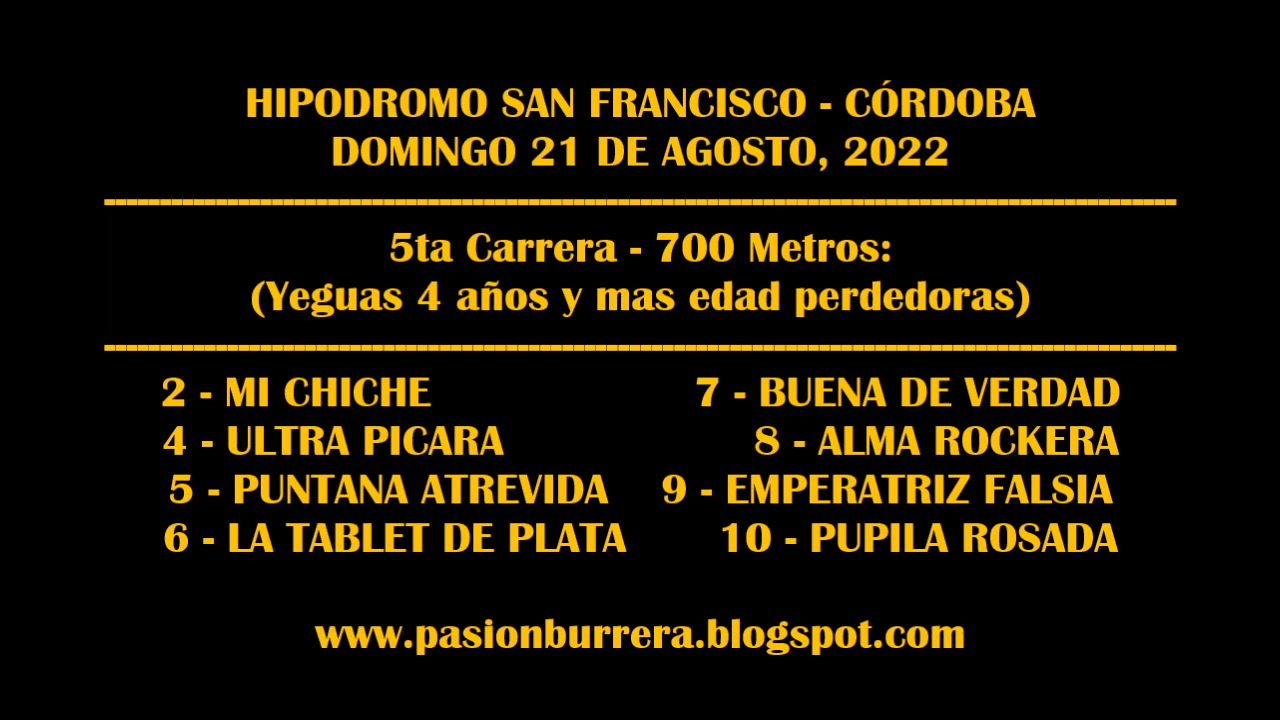 HIPODROMO SAN FRANCISCO - CÓRDOBA
DOMINGO 21 DE AGOSTO, 2022
5ta Carrera - 700 Metros:
(Yeguas 4 años y mas edad perdedoras)
2 - MI CHICHE 7 - BUENA DE VERDAD
4 - ULTRA PICARA 8 - ALMA ROCKERA
5 - PUNTANA ATREVIDA 9 - EMPERATRIZ FALSIA
6 - LA TABLET DE PLATA 10 - PUPILA ROSADA
www.pasionburrera.blogspot.com